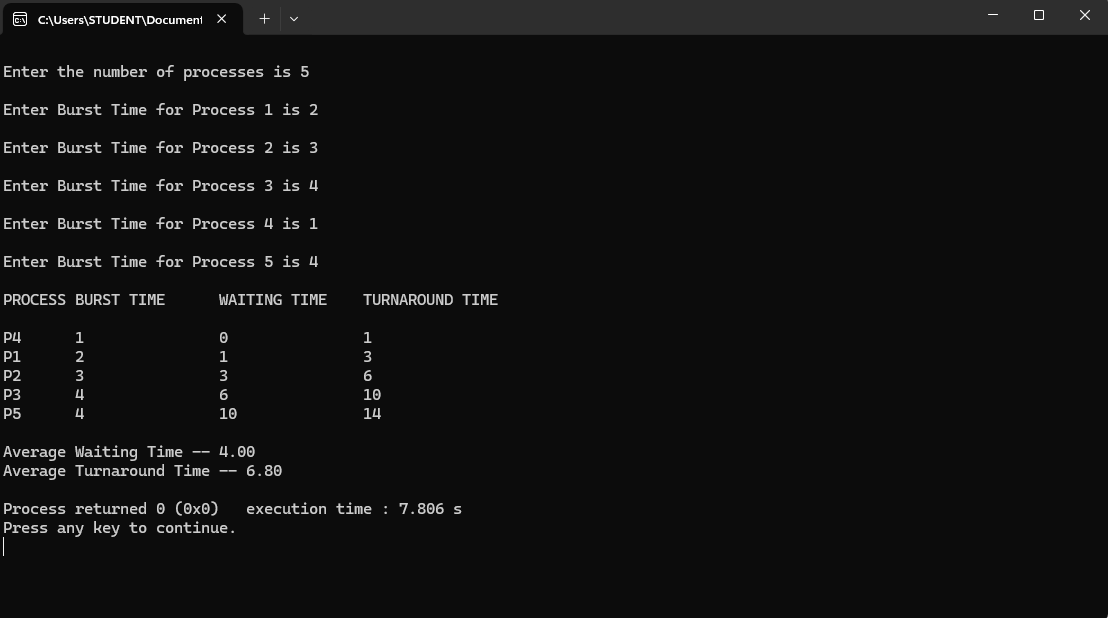 C:\Users\STUDENT\Document
Enter the number of processes is 5
Enter Burst Time for Process 1 is 2
Enter Burst Time for Process 2 is 3
Enter Burst Time for Process 3 is 4
Enter Burst Time for Process 4 is 1
Enter Burst Time for Process 5 is 4
PROCESS BURST TIME WAITING TIME TURNAROUND TIME
P4 1 0 1
P1 2 1 3
P2 3 3 6
P3 4 6 10
P5 4 10 14
Average Waiting Time -- 4.00
Average Turnaround Time -- 6.80
Process returned 0 (0x0) execution time : 7.806 s
Press any key to continue.